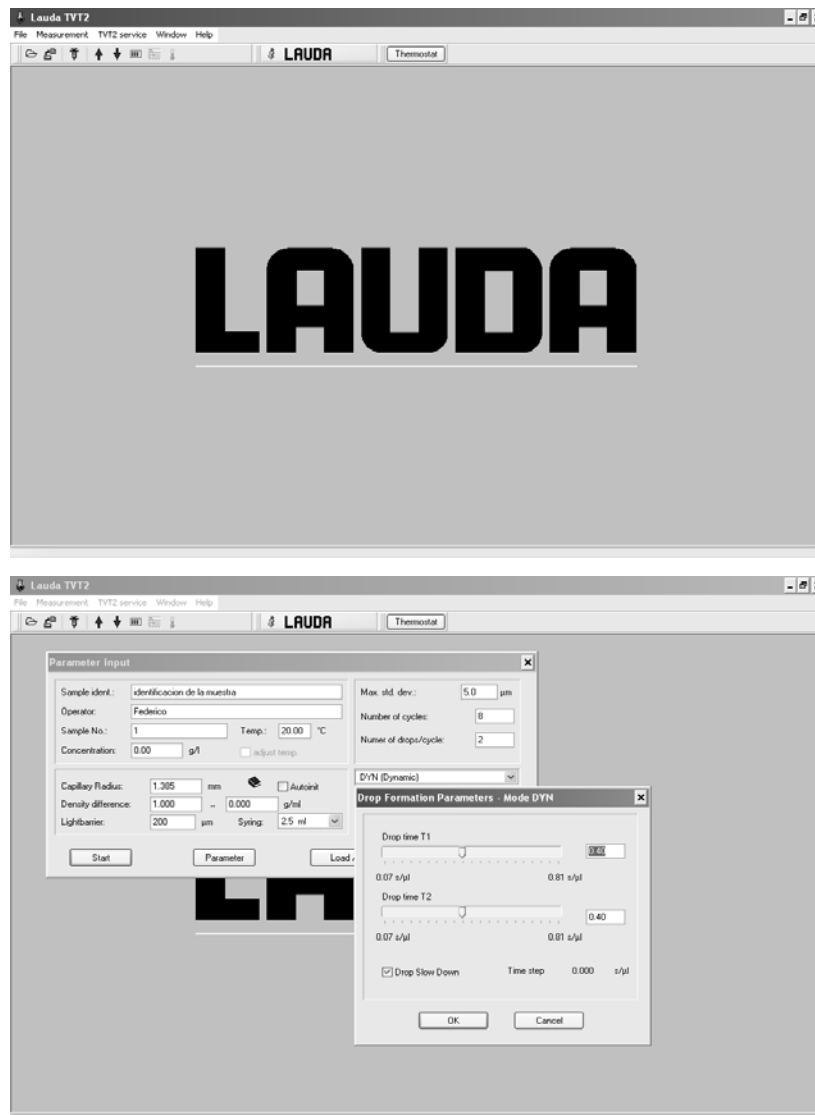 Lauda TVT2
File Measurement TVT2 service Window Help
LAUDA Thermostat
LAUDA
Lauda TVT2
File Measurement TVT2 service Window Help
LAUDA Thermostat
Parameter Input
Sample ident.: identificacion de la muestra
Operator: Federico
Sample No.: 1 Temp.: 20.00 °C
Concentration: 0.00 g/l adjust temp.
Max. std. dev.: 5.0 µm
Number of cycles: 8
Numer of drops/cycle: 2
Capillary Radius: 1.385 mm Autoinit
Density difference: 1.000 .. 0.000 g/ml
Lightbarrier: 200 µm Syring: 2.5 ml
DYN (Dynamic)
Start Parameter Load
Drop Formation Parameters - Mode DYN
Drop time T1
0.40
0.07 s/µl 0.81 s/µl
Drop time T2
0.40
0.07 s/µl 0.81 s/µl
Drop Slow Down Time step 0.000 s/µl
OK Cancel